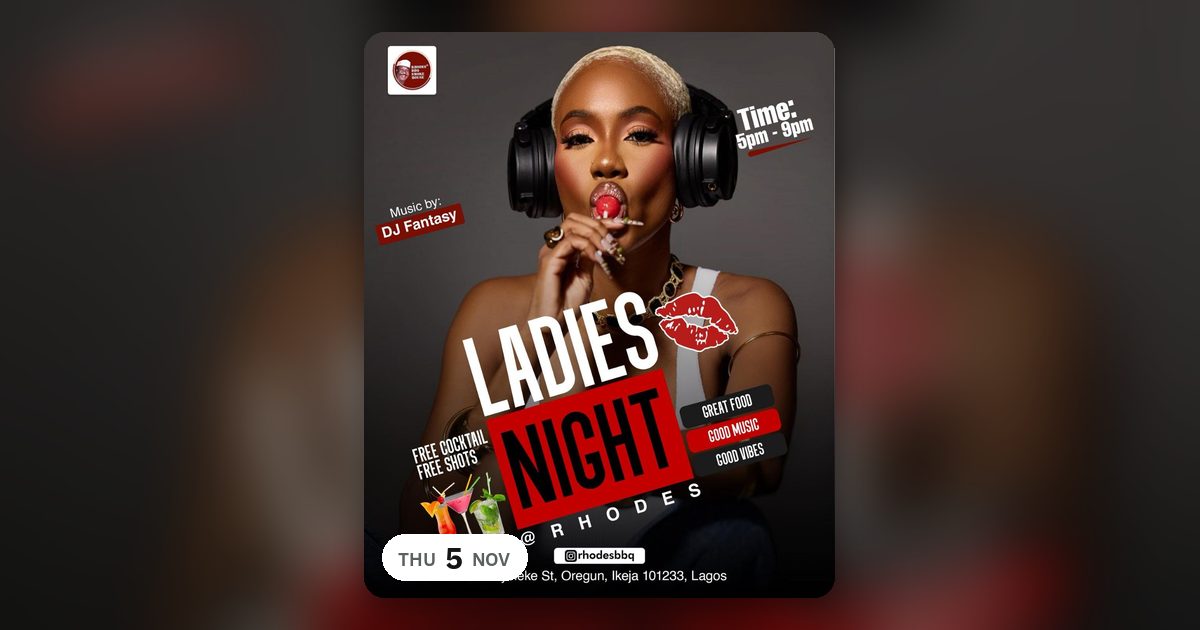 Time:
5pm - 9pm
Music by:
DJ Fantasy
LADIES
NIGHT
@ RHODES
GREAT FOOD
GOOD MUSIC
GOOD VIBES
FREE COCKTAIL
FREE SHOTS
THU 5 NOV
rhodesbbq
St, Oregun, Ikeja 101233, Lagos